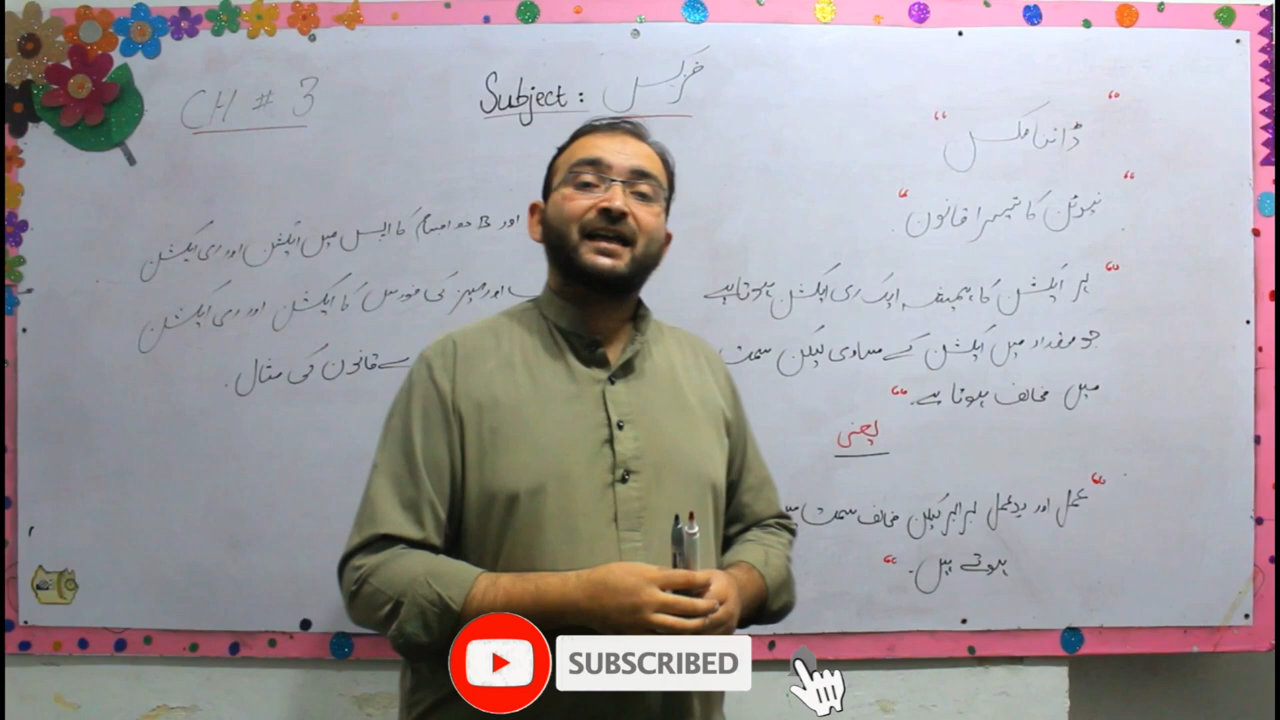 CH # 3
Subject: فزکس
"ڈائنامکس"
"نیوٹن کا تیسرا قانون"
"ہر ایکشن کا ہمیشہ ایک ری ایکشن ہوتا ہے
جو مقدار میں ایکشن کے مساوی لیکن سمت
میں مخالف ہوتا ہے۔"
یعنی
"عمل اور ردعمل برابر لیکن مخالف سمت میں
ہوتے ہیں۔"
اور B دو اجسام کا آپس میں ایکشن اور ری ایکشن
اور سپرنگ کی فورس کا ایکشن اور ری ایکشن
قانون کی مثال۔
SUBSCRIBED